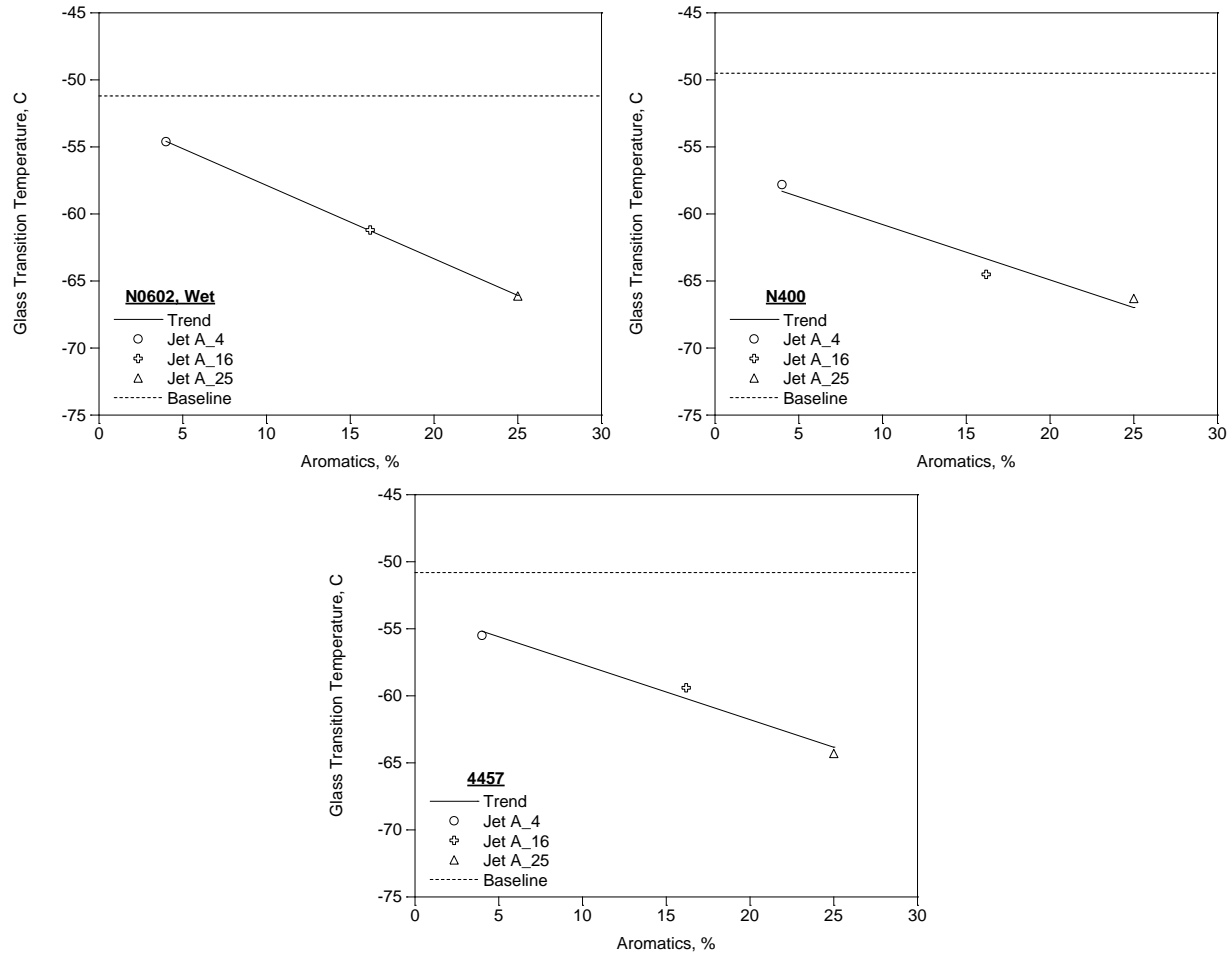 -45
-50
-55
-60
-65
-70
-75
Glass Transition Temperature, C
N0602, Wet
Trend
Jet A_4
Jet A_16
Jet A_25
Baseline
0 5 10 15 20 25 30
Aromatics, %
-45
-50
-55
-60
-65
-70
-75
Glass Transition Temperature, C
N400
Trend
Jet A_4
Jet A_16
Jet A_25
Baseline
0 5 10 15 20 25 30
Aromatics, %
-45
-50
-55
-60
-65
-70
-75
Glass Transition Temperature, C
4457
Trend
Jet A_4
Jet A_16
Jet A_25
Baseline
0 5 10 15 20 25 30
Aromatics, %